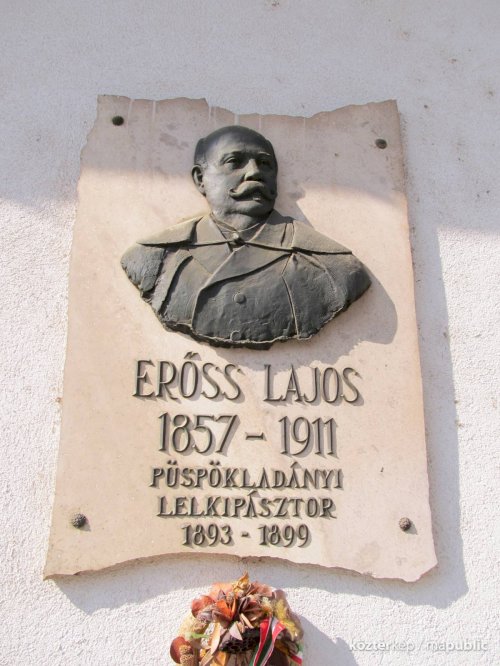 ERŐSS LAJOS
1857 - 1911
PÜSPÖKLADÁNYI
LELKIPÁSZTOR
1893 - 1899
köztérkép / mapublic